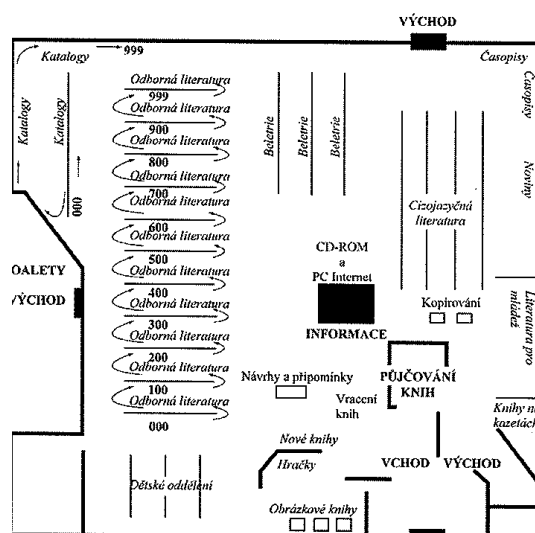 VÝCHOD
Katalogy
999
Časopisy
Katalogy
Katalogy
000
Odborná literatura
999
Odborná literatura
900
Odborná literatura
800
Odborná literatura
700
Odborná literatura
600
Odborná literatura
500
Odborná literatura
400
Odborná literatura
300
Odborná literatura
200
Odborná literatura
100
Odborná literatura
000
Beletrie
Beletrie
Beletrie
Časopisy
Noviny
Cizojazyčná
literatura
OALETY
VÝCHOD
CD-ROM
a
PC Internet
INFORMACE
Kopírování
Literatura pro
mládež
Návrhy a připomínky
PŮJČOVÁNÍ
KNIH
Vracení
knih
Knihy n
kazetách
Nové knihy
Hračky
VCHOD
VÝCHOD
Dětské oddělení
Obrázkové knihy